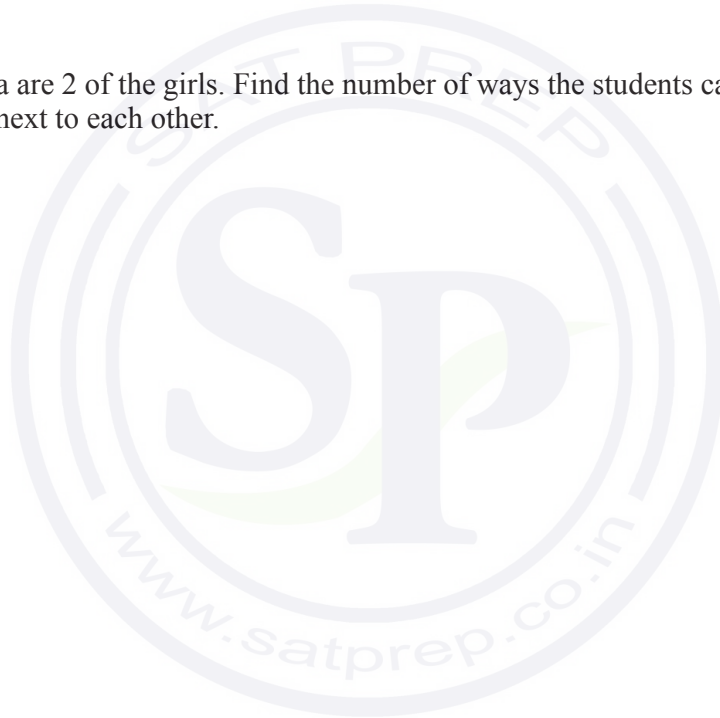 a are 2 of the girls. Find the number of ways the students ca
next to each other.
SAT PREP
SP
www.satprep.co.in